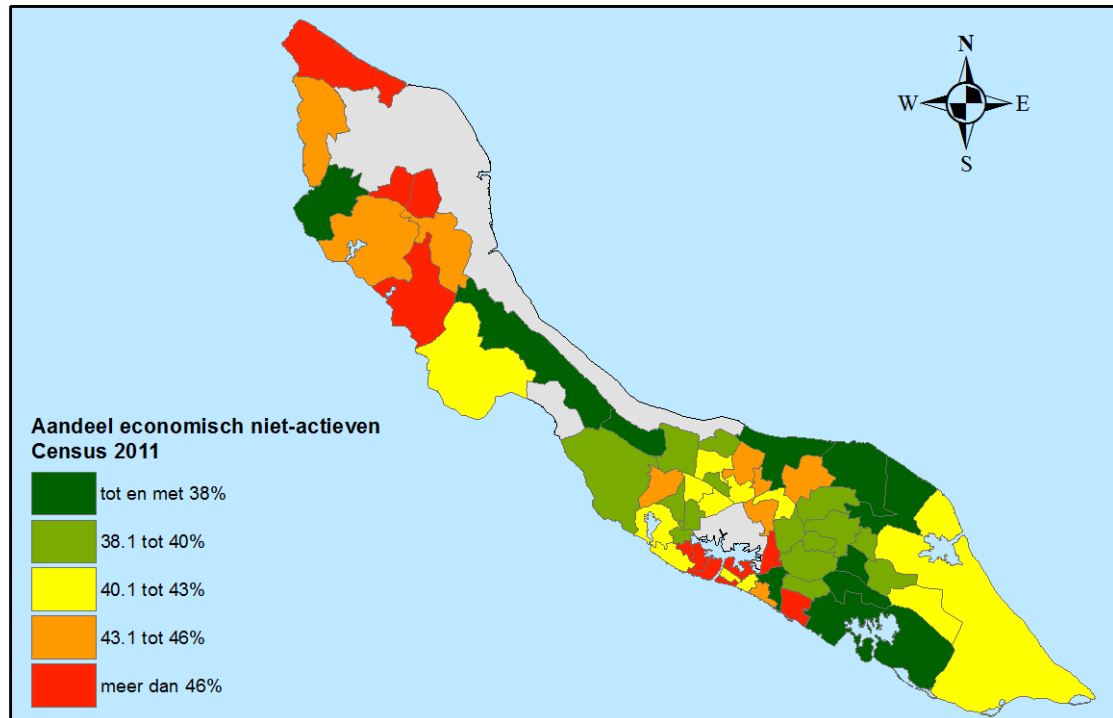 N
W E
S
Aandeel economisch niet-actieven
Census 2011
tot en met 38%
38.1 tot 40%
40.1 tot 43%
43.1 tot 46%
meer dan 46%